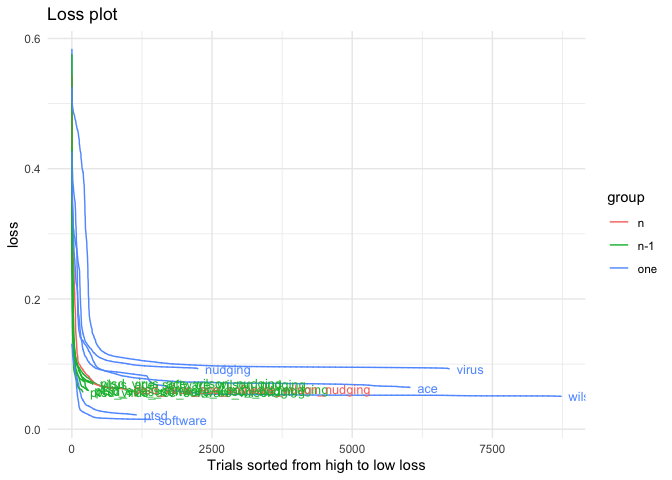 Loss plot
0.6
0.4
0.2
0.0
loss
nudging
virus
ace
wils
ptsd
software
0
2500
5000
7500
Trials sorted from high to low loss
group
n
n-1
one